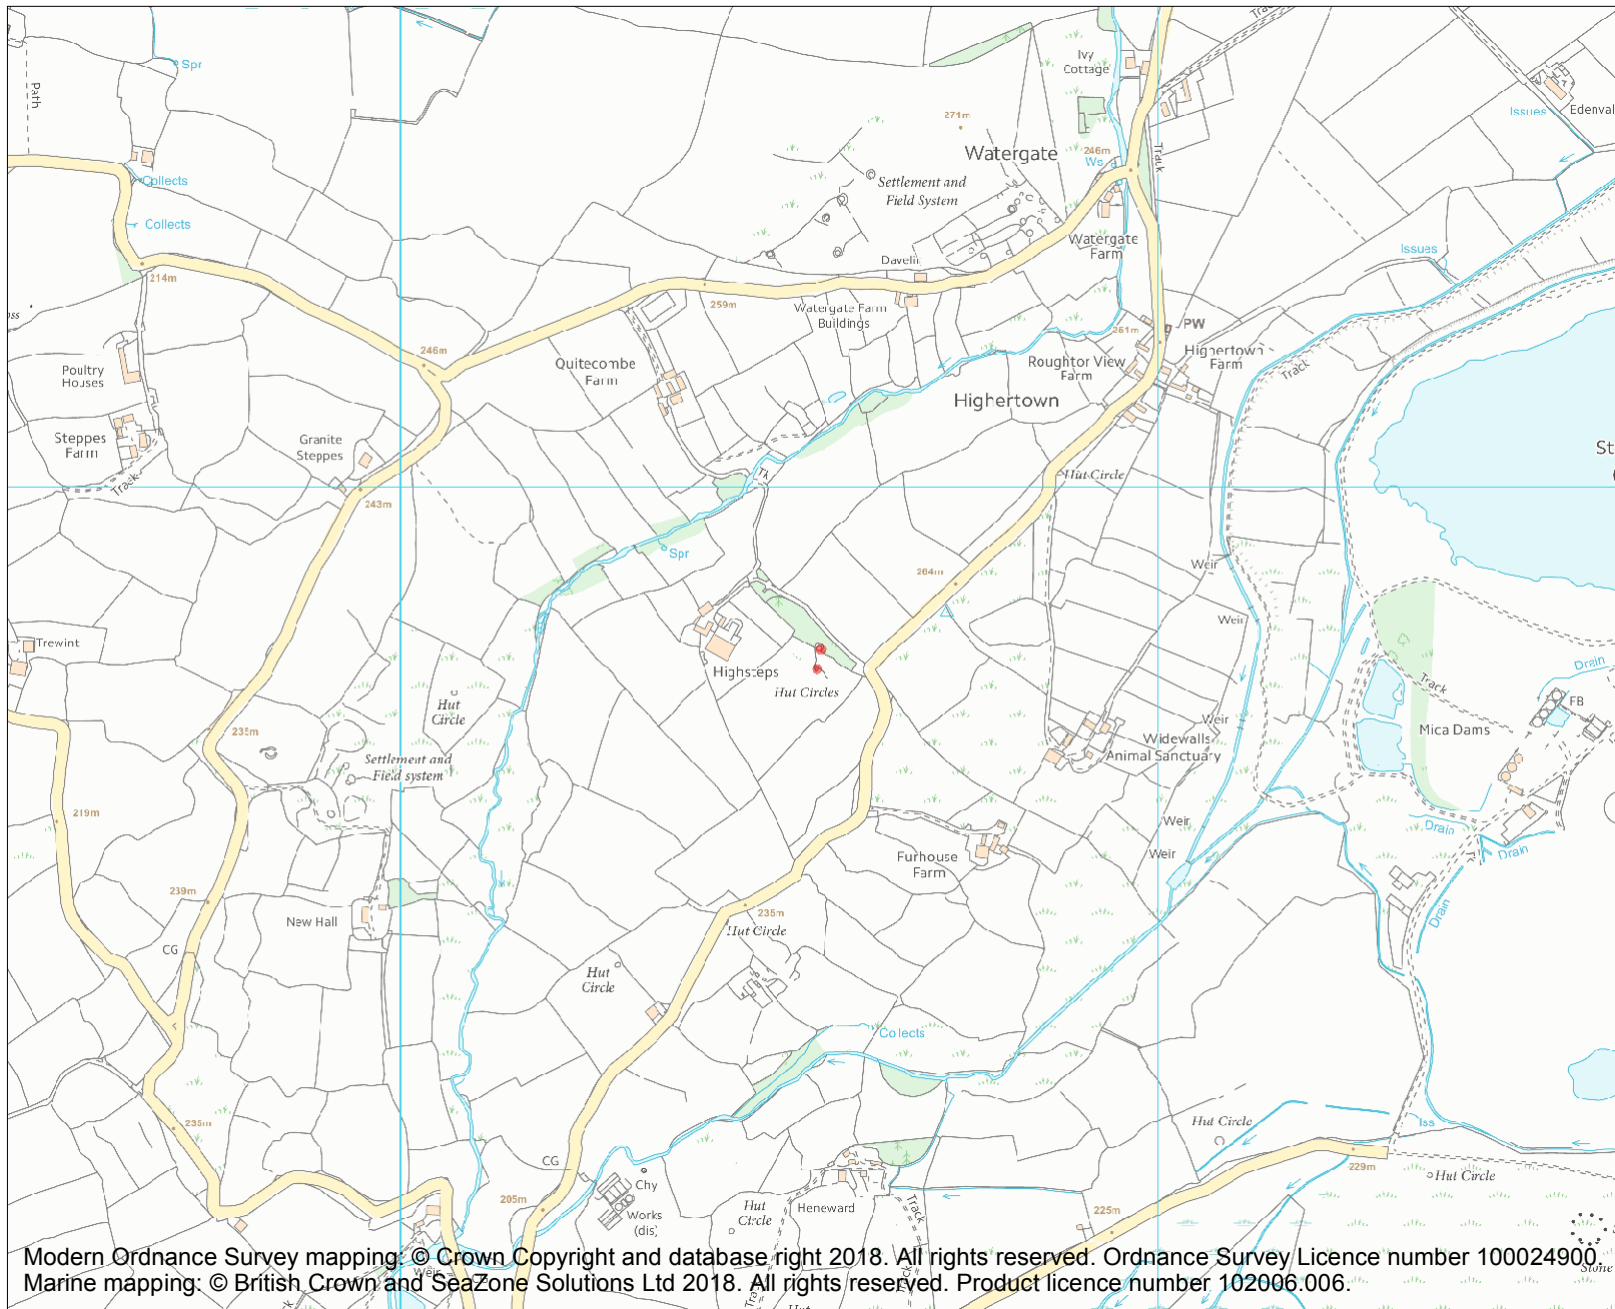 Path
Spr
Ivy
Cottage
Track
271m
Issues
Watergate
246m
Track
Collects
Settlement and
Field System
Collects
Watergate
Farm
Issues
214m
259m
Watergate Farm
Buildings
261m
PW
246m
Quitecombe
Farm
Roughtor View
Farm
Highertown
Farm
Track
Poultry
Houses
Highertown
Steppes
Farm
Granite
Steppes
Track
243m
Hut Circle
Spr
264m
Weir
Weir
Trewint
Highsteps
Hut Circles
Drain
Track
FB
Hut
Circle
235m
Weir
Mica Dams
Settlement and
Field system
Widewalls
Animal Sanctuary
219m
Weir
Drain
Weir
Drain
Furhouse
Farm
239m
New Hall
235m
Hut Circle
Drain
CG
Hut
Circle
Collects
235m
Hut Circle
Iss
CG
229m
Hut Circle
Chy
205m
Works
(dis)
Hut
Circle
Heneward
Track
225m
Modern Ordnance Survey mapping: © Crown Copyright and database right 2018. All rights reserved. Ordnance Survey Licence number 100024900.
Weir
Stone
Marine mapping: © British Crown and SeaZone Solutions Ltd 2018. All rights reserved. Product licence number 102006.006.